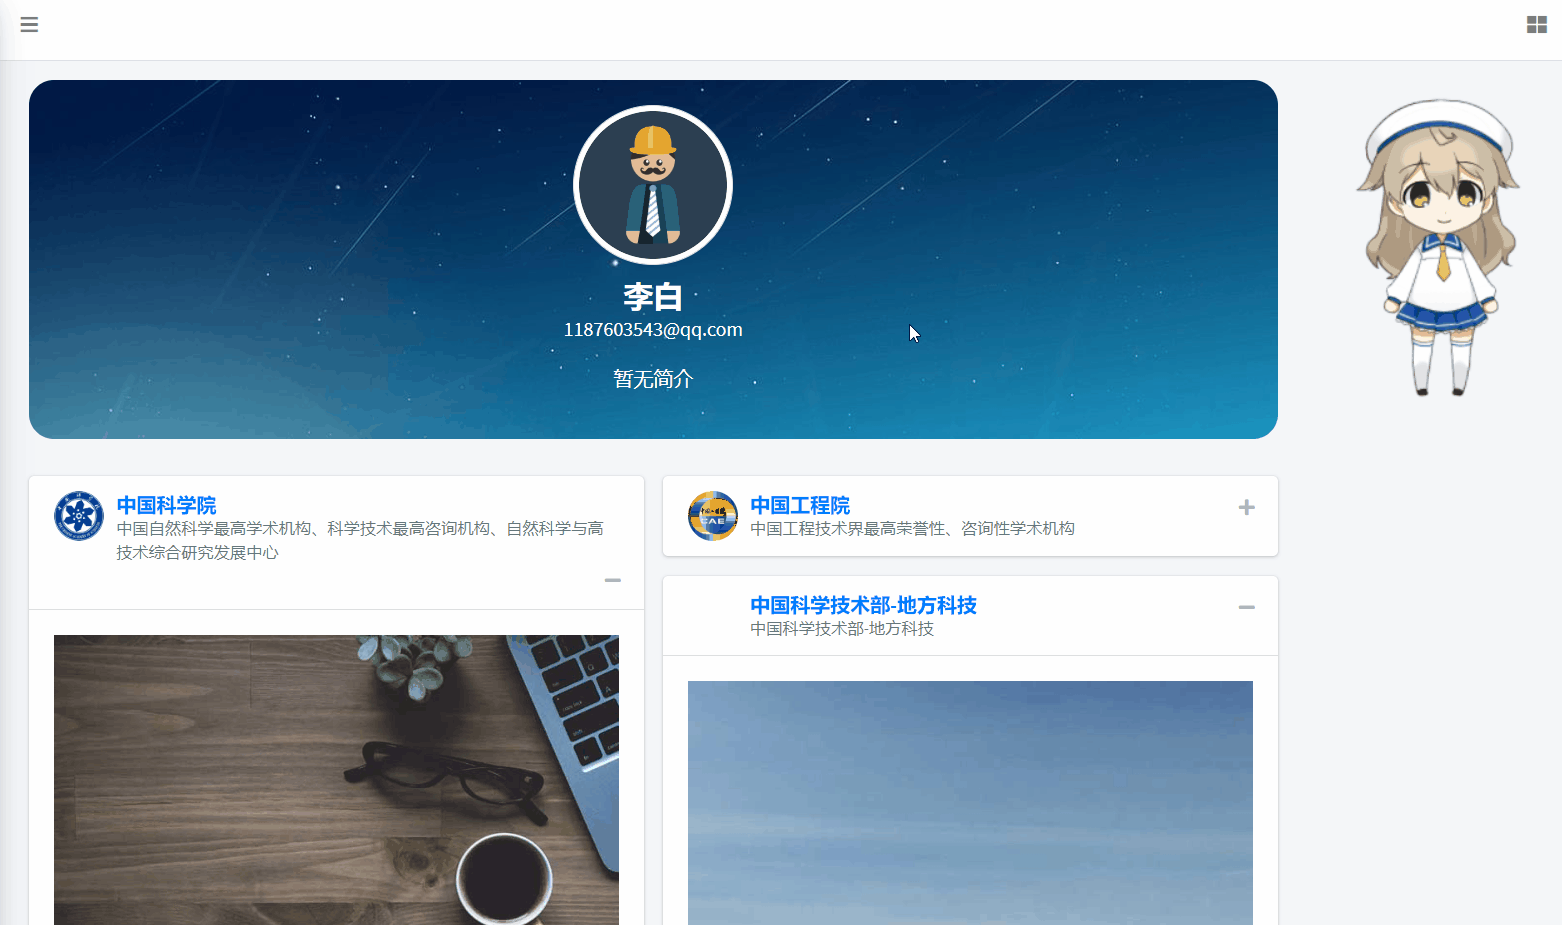 李白
1187603543@qq.com
暂无简介
中国科学院
中国自然科学最高学术机构、科学技术最高咨询机构、自然科学与高
技术综合研究发展中心
CAE
中国工程院
中国工程技术界最高荣誉性、咨询性学术机构
中国科学技术部-地方科技
中国科学技术部-地方科技